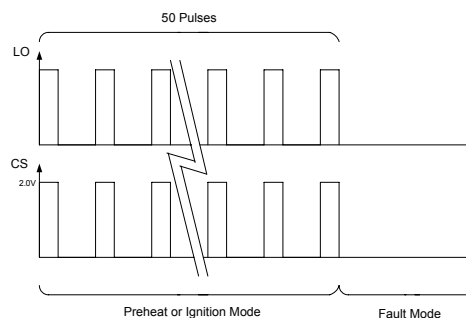 50 Pulses
LO
CS
2.0V
Preheat or Ignition Mode
Fault Mode